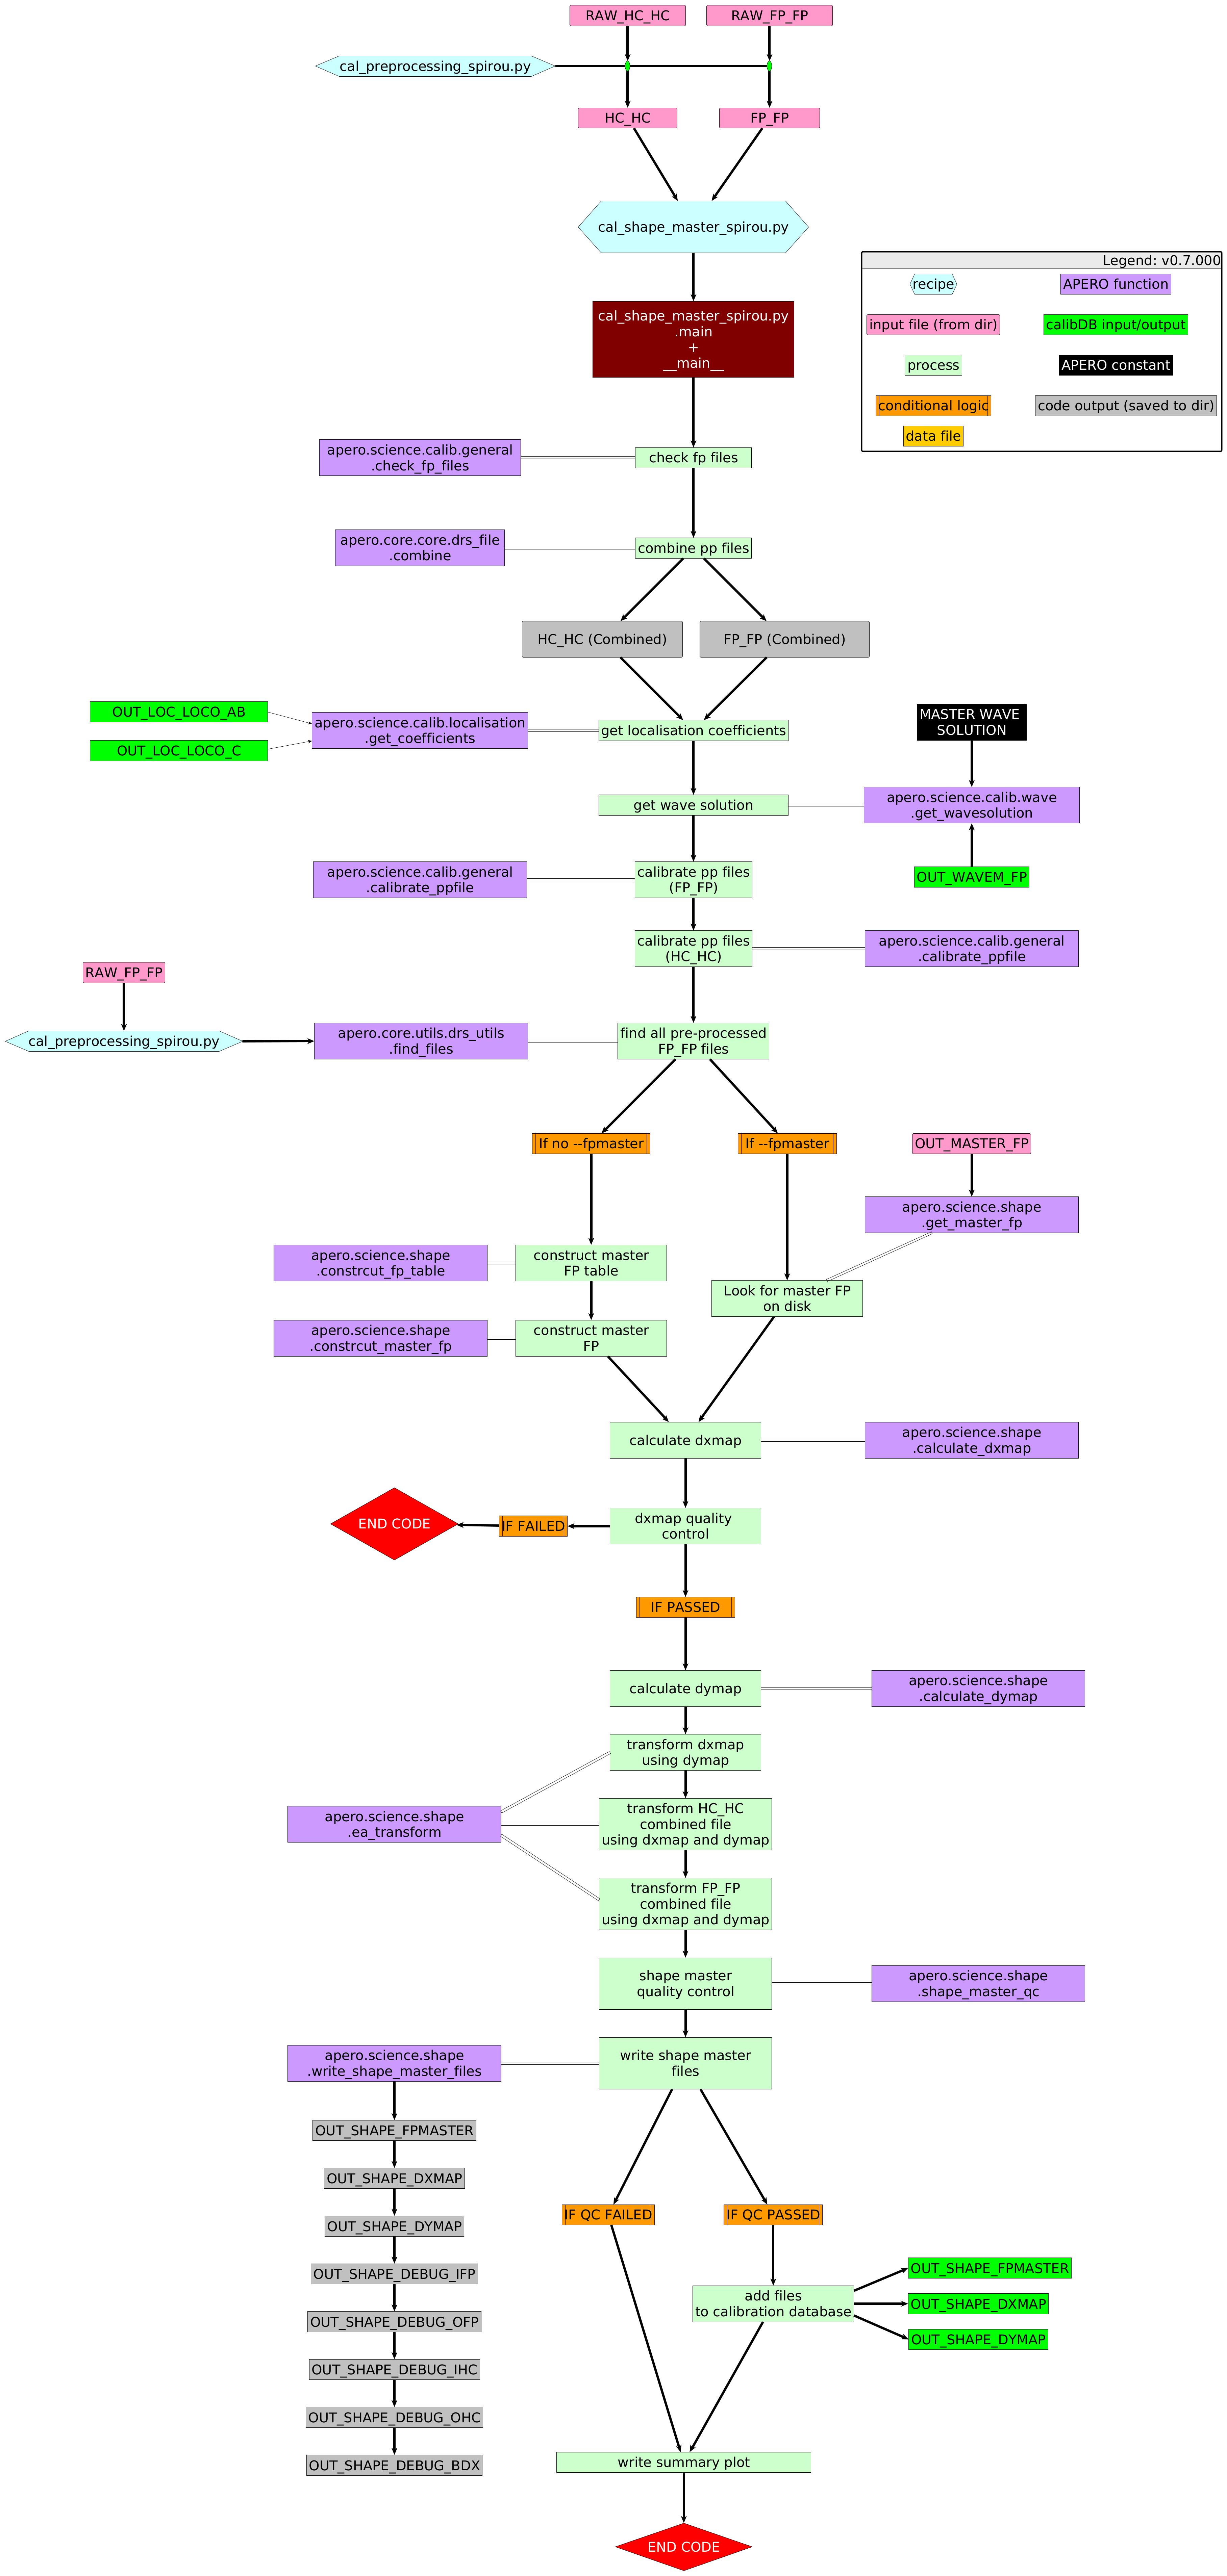 RAW_HC_HC
RAW_FP_FP
cal_preprocessing_spirou.py
HC_HC
FP_FP
cal_shape_master_spirou.py
Legend: v0.7.000
recipe
APERO function
input file (from dir)
calibDB input/output
process
APERO constant
conditional logic
code output (saved to dir)
data file
cal_shape_master_spirou.py
.main
+
__main__
apero.science.calib.general
.check_fp_files
check fp files
apero.core.core.drs_file
.combine
combine pp files
HC_HC (Combined)
FP_FP (Combined)
OUT_LOC_LOCO_AB
OUT_LOC_LOCO_C
apero.science.calib.localisation
.get_coefficients
get localisation coefficients
MASTER WAVE
SOLUTION
get wave solution
apero.science.calib.wave
.get_wavesolution
OUT_WAVEM_FP
apero.science.calib.general
.calibrate_ppfile
calibrate pp files
(FP_FP)
calibrate pp files
(HC_HC)
apero.science.calib.general
.calibrate_ppfile
RAW_FP_FP
cal_preprocessing_spirou.py
apero.core.utils.drs_utils
.find_files
find all pre-processed
FP_FP files
If no --fpmaster
If --fpmaster
OUT_MASTER_FP
apero.science.shape
.get_master_fp
apero.science.shape
.constrcut_fp_table
construct master
FP table
Look for master FP
on disk
apero.science.shape
.constrcut_master_fp
construct master
FP
calculate dxmap
apero.science.shape
.calculate_dxmap
END CODE
IF FAILED
dxmap quality
control
IF PASSED
calculate dymap
apero.science.shape
.calculate_dymap
transform dxmap
using dymap
apero.science.shape
.ea_transform
transform HC_HC
combined file
using dxmap and dymap
transform FP_FP
combined file
using dxmap and dymap
shape master
quality control
apero.science.shape
.shape_master_qc
apero.science.shape
.write_shape_master_files
write shape master
files
OUT_SHAPE_FPMASTER
OUT_SHAPE_DXMAP
OUT_SHAPE_DYMAP
OUT_SHAPE_DEBUG_IFP
OUT_SHAPE_DEBUG_OFP
OUT_SHAPE_DEBUG_IHC
OUT_SHAPE_DEBUG_OHC
OUT_SHAPE_DEBUG_BDX
IF QC FAILED
IF QC PASSED
add files
to calibration database
OUT_SHAPE_FPMASTER
OUT_SHAPE_DXMAP
OUT_SHAPE_DYMAP
write summary plot
END CODE